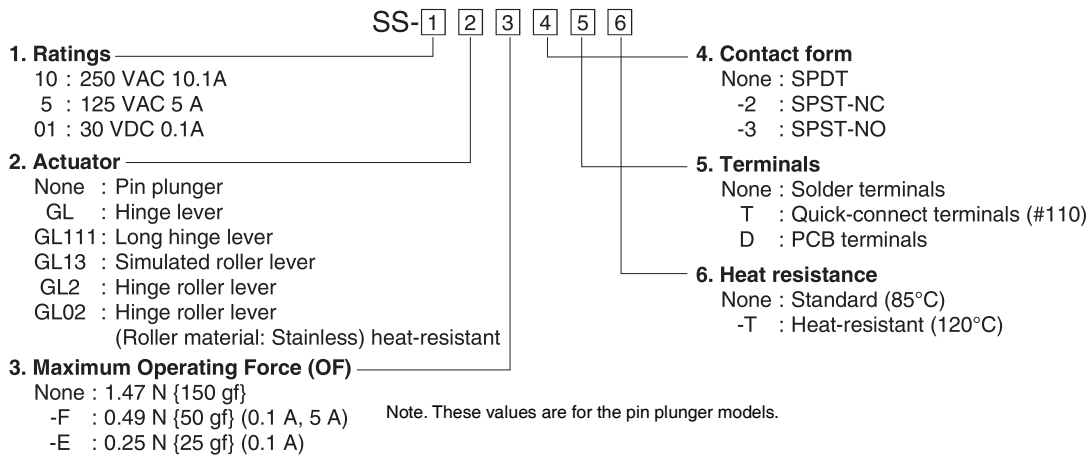 SS-1 2 3 4 5 6
1. Ratings
10 : 250 VAC 10.1A
5 : 125 VAC 5 A
01 : 30 VDC 0.1A
2. Actuator
None : Pin plunger
GL : Hinge lever
GL111 : Long hinge lever
GL13 : Simulated roller lever
GL2 : Hinge roller lever
GL02 : Hinge roller lever
(Roller material: Stainless) heat-resistant
3. Maximum Operating Force (OF)
None : 1.47 N {150 gf}
-F : 0.49 N {50 gf} (0.1 A, 5 A)
-E : 0.25 N {25 gf} (0.1 A)
Note. These values are for the pin plunger models.
4. Contact form
None : SPDT
-2 : SPST-NC
-3 : SPST-NO
5. Terminals
None : Solder terminals
T : Quick-connect terminals (#110)
D : PCB terminals
6. Heat resistance
None : Standard (85°C)
-T : Heat-resistant (120°C)